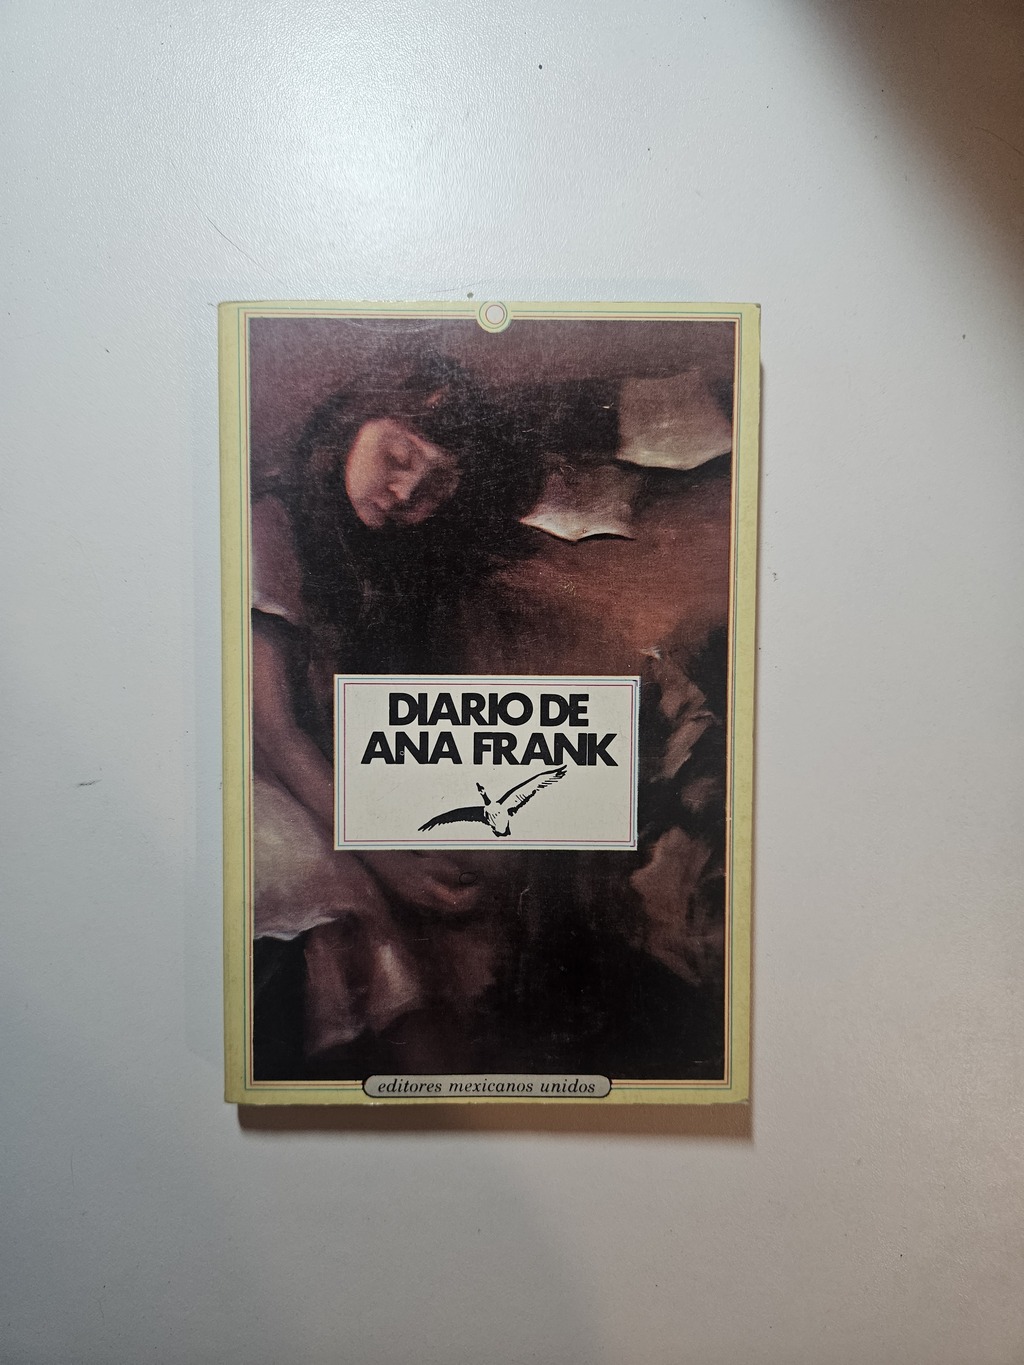 DIARIO DE
ANA FRANK
editores mexicanos unidos